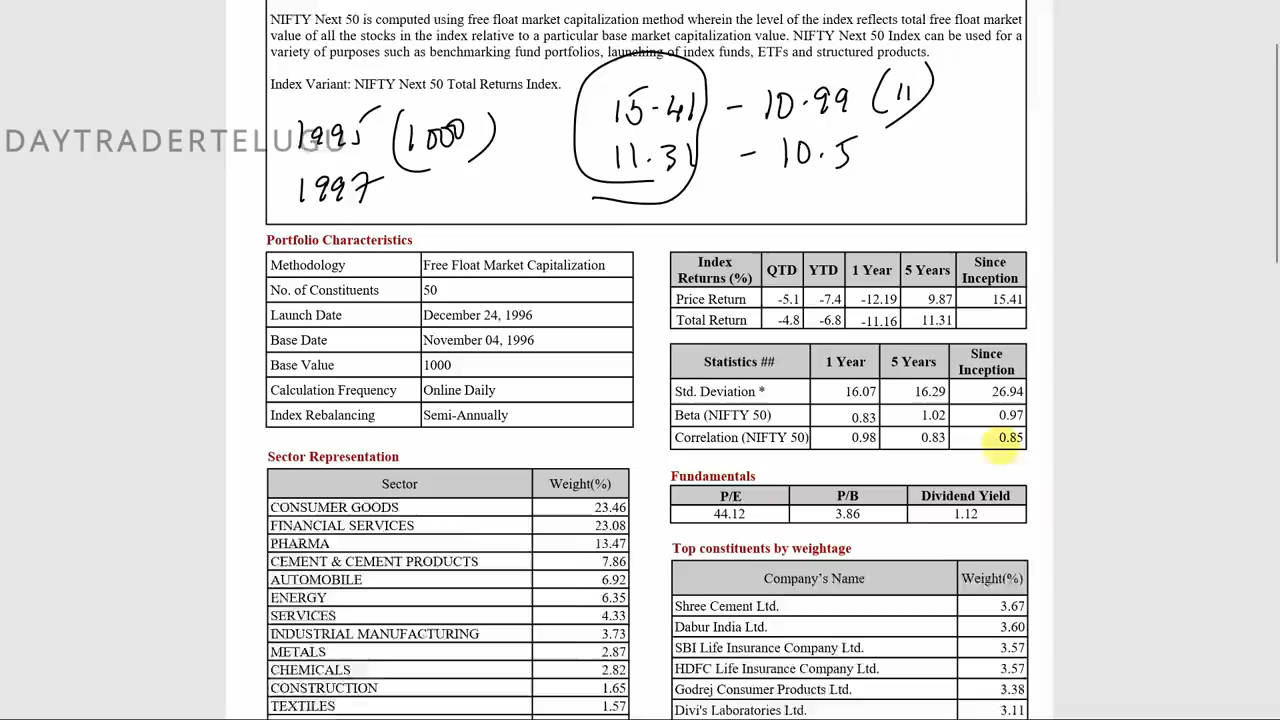 NIFTY Next 50 is computed using free float market capitalization method wherein the level of the index reflects total free float market
value of all the stocks in the index relative to a particular base market capitalization value. NIFTY Next 50 Index can be used for a
variety of purposes such as benchmarking fund portfolios, launching of index funds, ETFs and structured products.
Index Variant: NIFTY Next 50 Total Returns Index.
15.41 - 10.99 (11)
1995 (1000)
DAYTRADERTELUGU
11.31 - 10.5
1997
Portfolio Characteristics
Methodology Free Float Market Capitalization
No. of Constituents 50
Launch Date December 24, 1996
Base Date November 04, 1996
Base Value 1000
Calculation Frequency Online Daily
Index Rebalancing Semi-Annually
Index Returns (%) QTD YTD 1 Year 5 Years Since Inception
Price Return -5.1 -7.4 -12.19 9.87 15.41
Total Return -4.8 -6.8 -11.16 11.31
Statistics ## 1 Year 5 Years Since Inception
Std. Deviation * 16.07 16.29 26.94
Beta (NIFTY 50) 0.83 1.02 0.97
Correlation (NIFTY 50) 0.98 0.83 0.85
Sector Representation
Sector Weight(%)
CONSUMER GOODS 23.46
FINANCIAL SERVICES 23.08
PHARMA 13.47
CEMENT & CEMENT PRODUCTS 7.86
AUTOMOBILE 6.92
ENERGY 6.35
SERVICES 4.33
INDUSTRIAL MANUFACTURING 3.73
METALS 2.87
CHEMICALS 2.82
CONSTRUCTION 1.65
TEXTILES 1.57
Fundamentals
P/E P/B Dividend Yield
44.12 3.86 1.12
Top constituents by weightage
Company's Name Weight(%)
Shree Cement Ltd. 3.67
Dabur India Ltd. 3.60
SBI Life Insurance Company Ltd. 3.57
HDFC Life Insurance Company Ltd. 3.57
Godrej Consumer Products Ltd. 3.38
Divi's Laboratories Ltd. 3.11